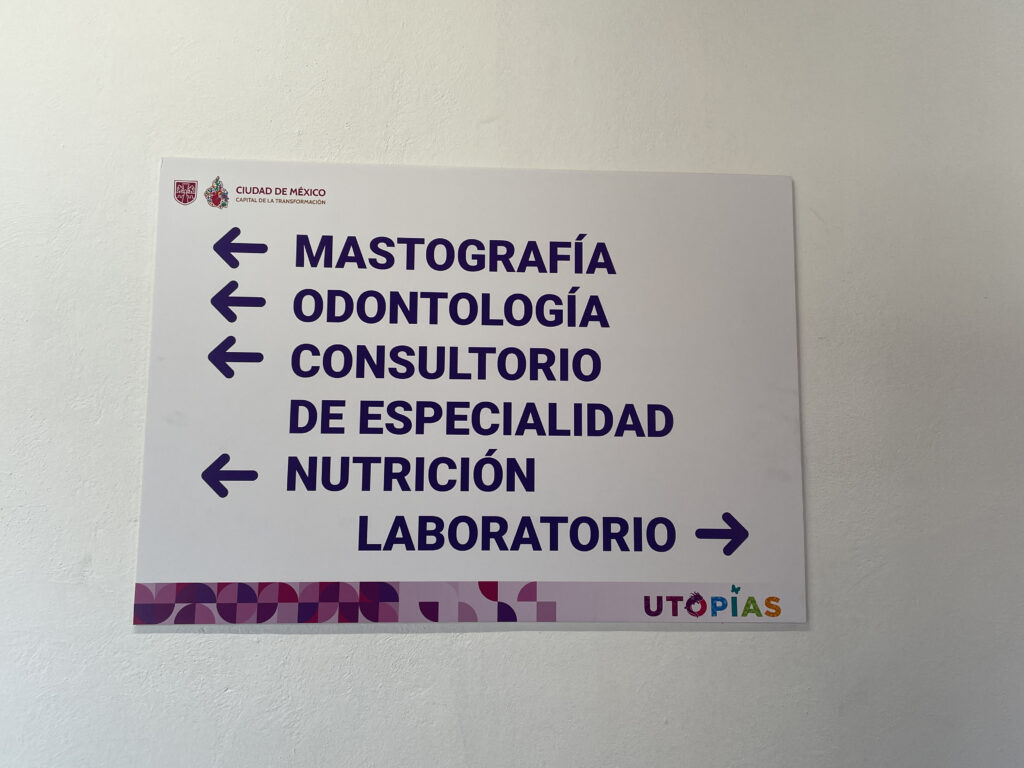 CIUDAD DE MÉXICO
CAPITAL DE LA TRANSFORMACIÓN
← MASTOGRAFÍA
← ODONTOLOGÍA
← CONSULTORIO
DE ESPECIALIDAD
← NUTRICIÓN
LABORATORIO →
UTOPÍAS